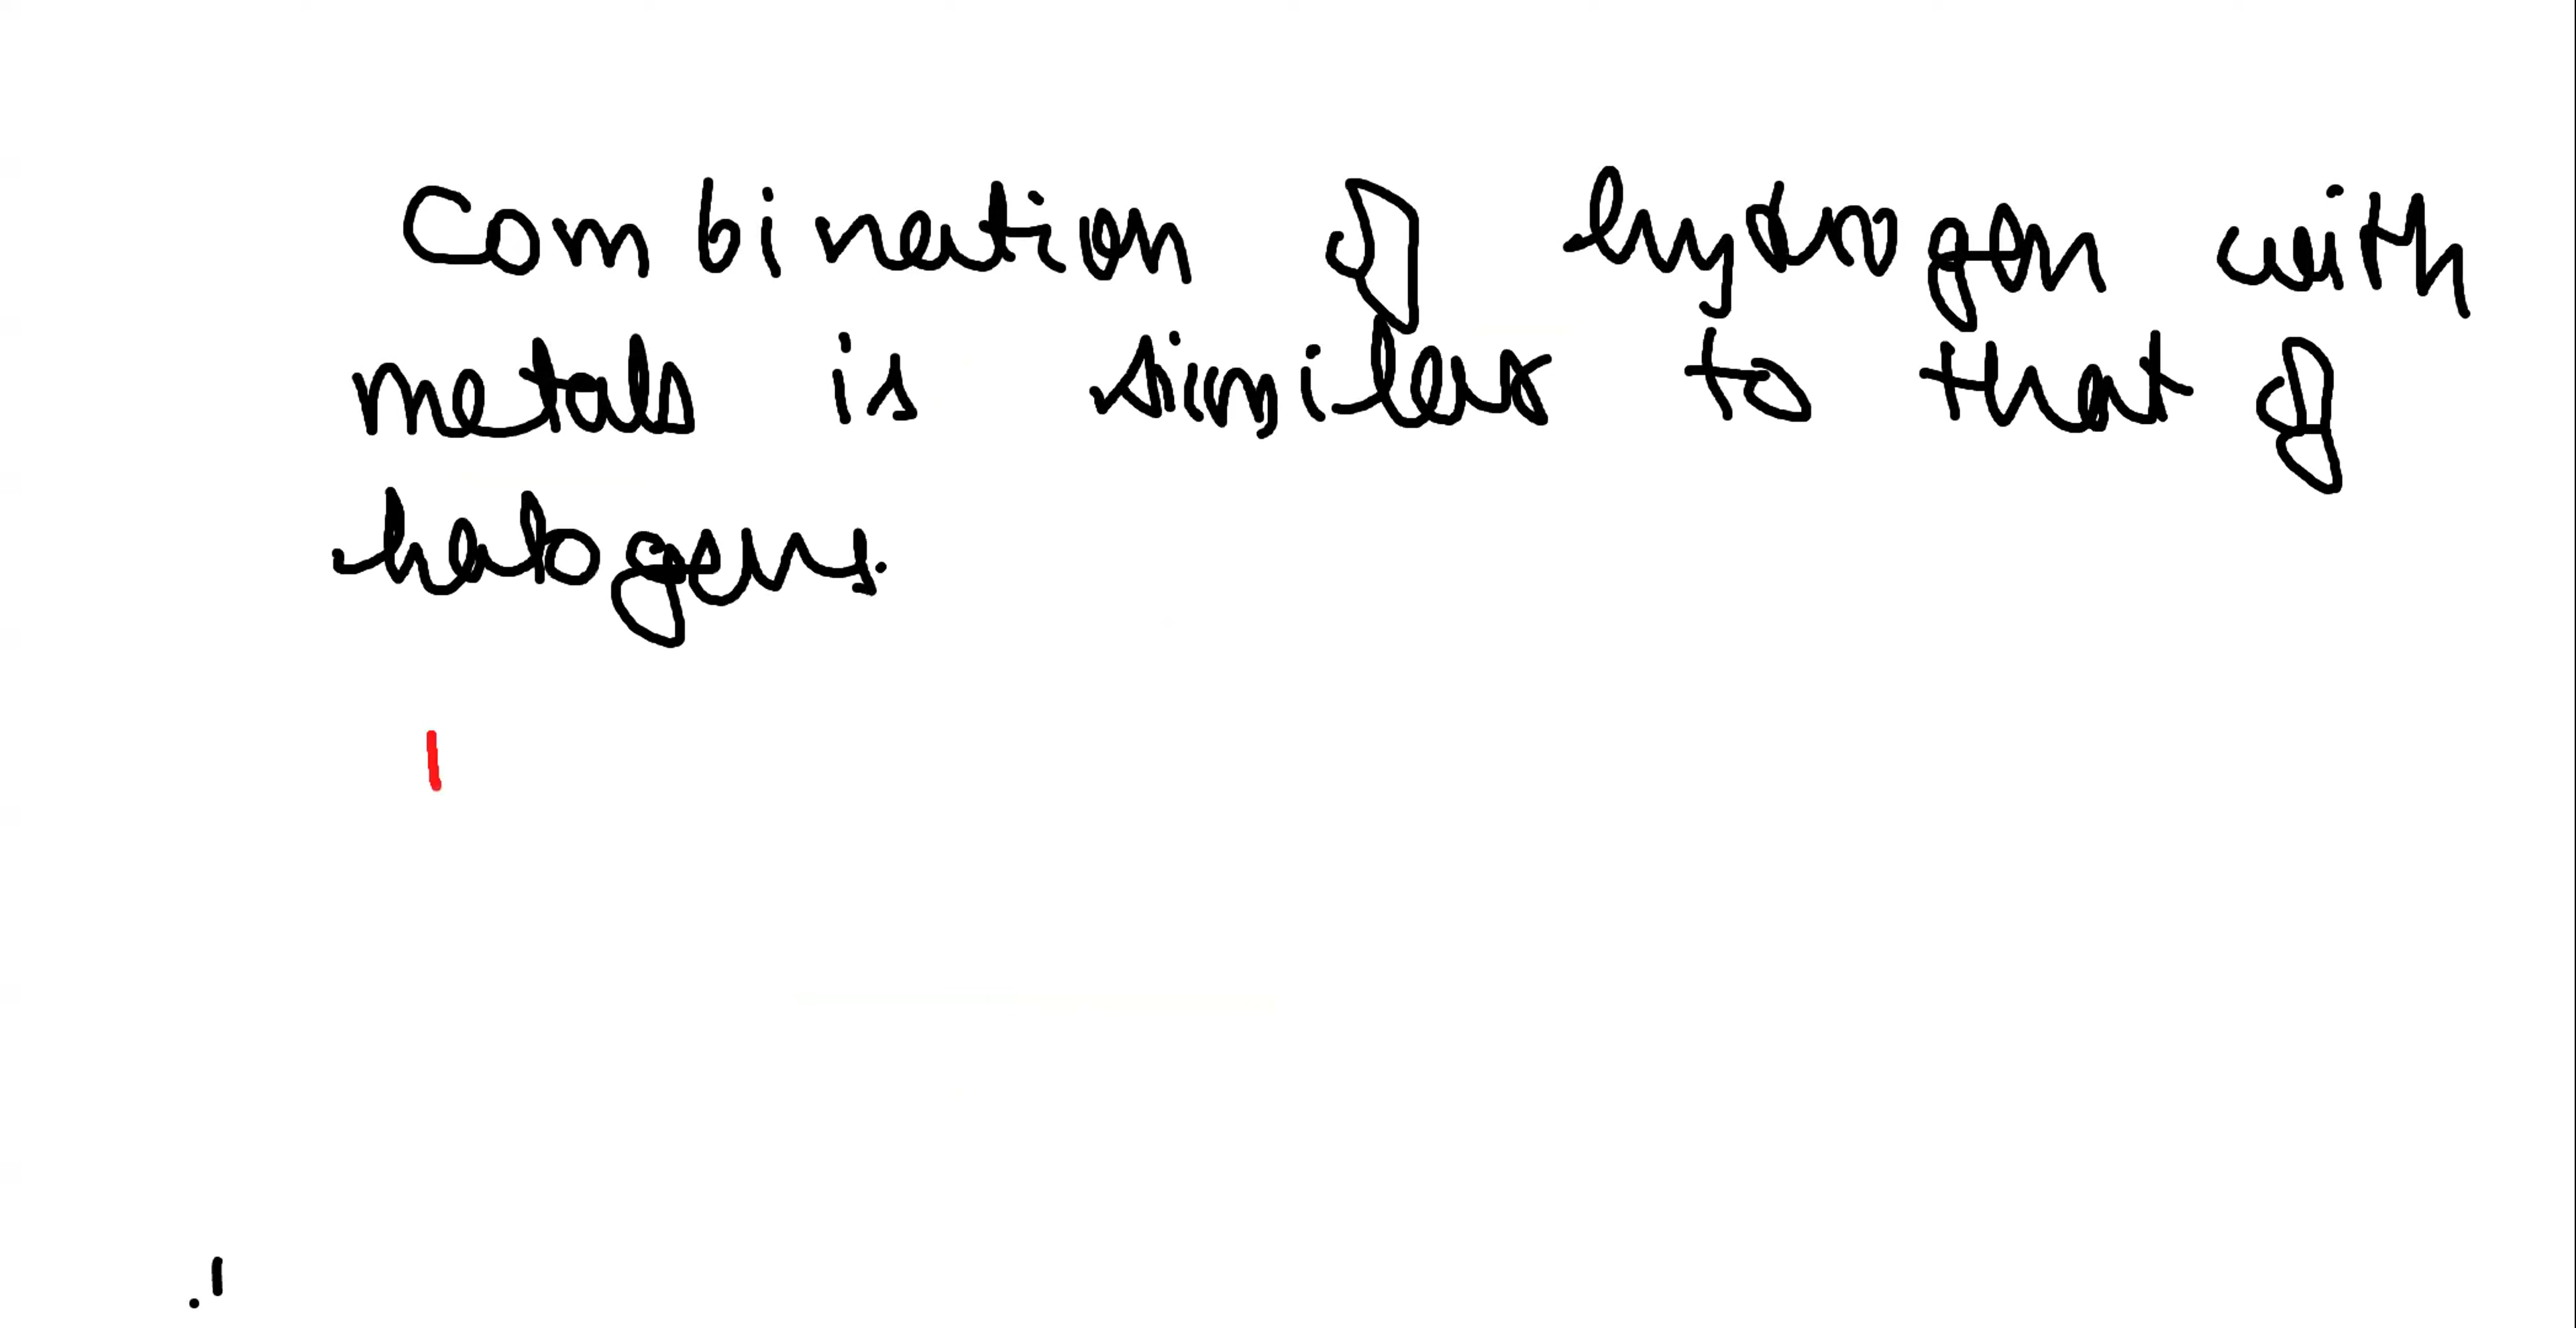 Combination of hydrogen with
metals is similar to that of
halogens.